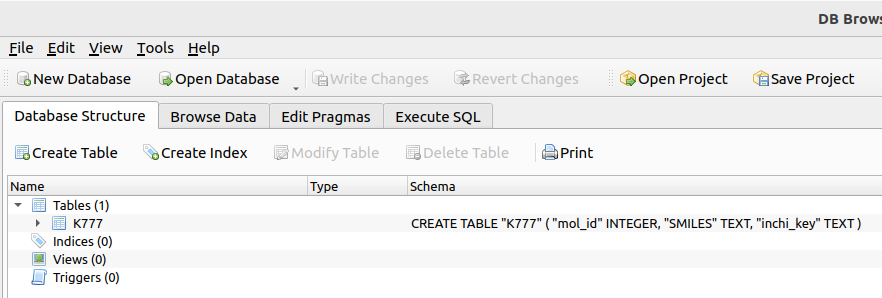 DB Brows
File Edit View Tools Help
New Database Open Database Write Changes Revert Changes Open Project Save Project
Database Structure Browse Data Edit Pragmas Execute SQL
Create Table Create Index Modify Table Delete Table Print
Name Type Schema
Tables (1)
K777 CREATE TABLE "K777" ( "mol_id" INTEGER, "SMILES" TEXT, "inchi_key" TEXT )
Indices (0)
Views (0)
Triggers (0)